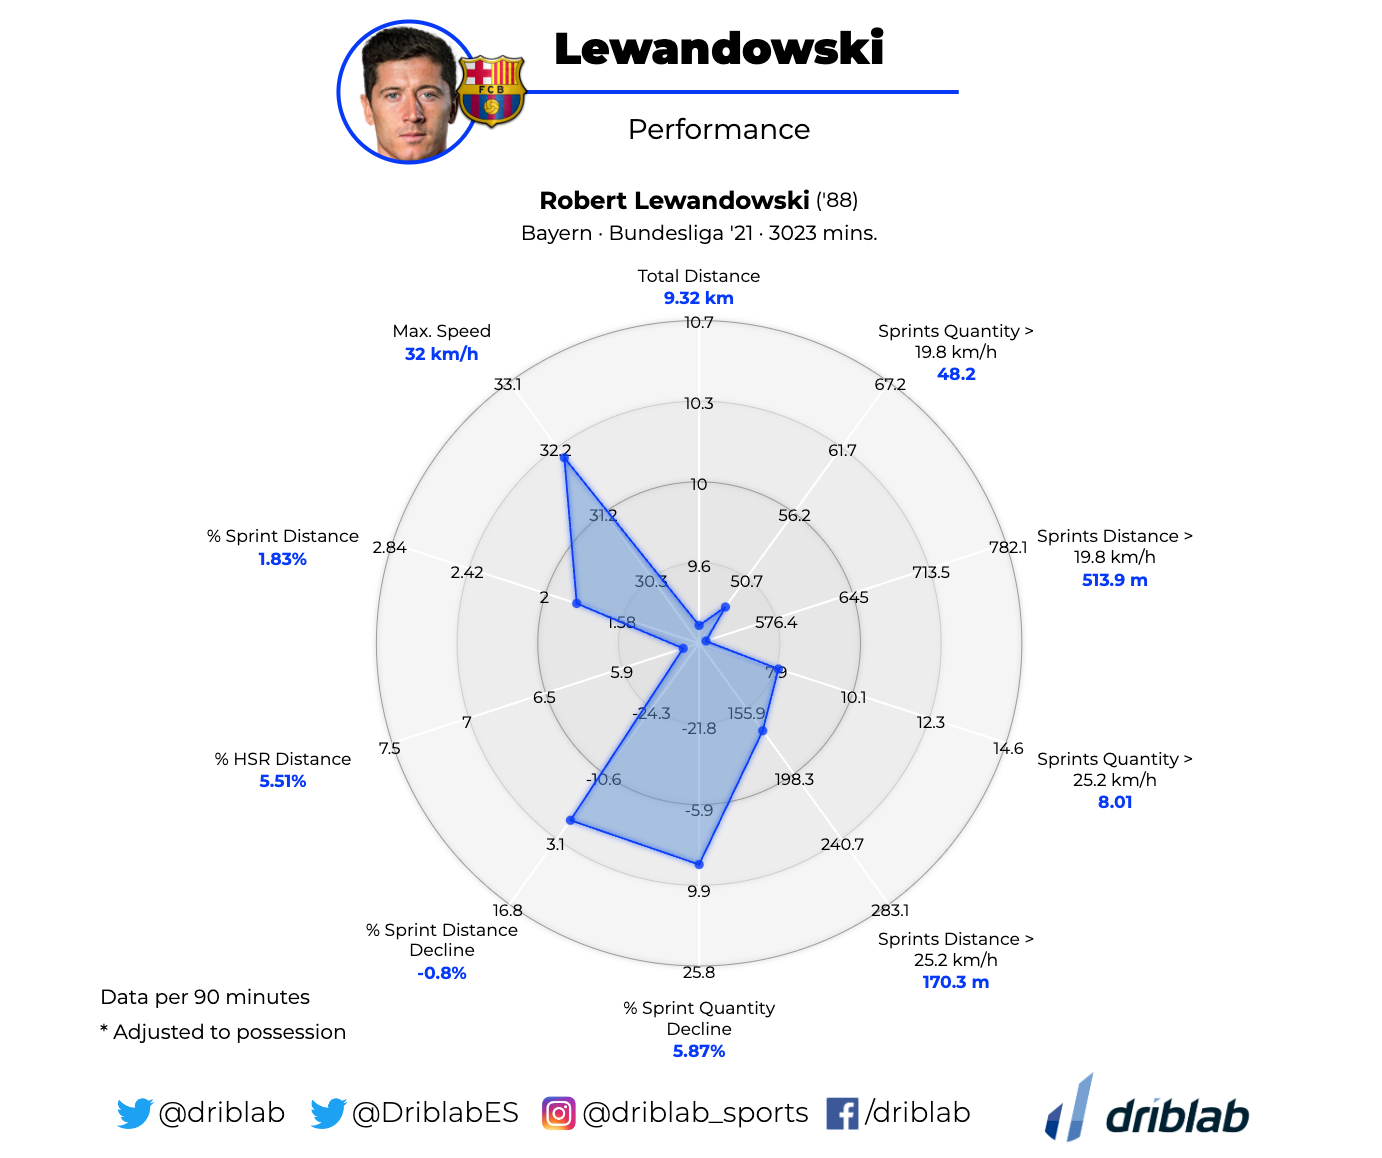 Lewandowski
FCB
Performance
Robert Lewandowski ('88)
Bayern · Bundesliga '21 · 3023 mins.
Total Distance
9.32 km
Max. Speed
32 km/h
Sprints Quantity >
19.8 km/h
48.2
10.7
33.1
67.2
10.3
32.2
61.7
10
31.2
56.2
% Sprint Distance
1.83%
2.84
782.1
Sprints Distance >
19.8 km/h
513.9 m
2.42
713.5
9.6
30.3
50.7
2
645
1.58
576.4
5.9
7.9
6.5
10.1
-24.3
155.9
7
12.3
-21.8
% HSR Distance
5.51%
7.5
14.6
Sprints Quantity >
25.2 km/h
8.01
-10.6
198.3
-5.9
3.1
240.7
9.9
16.8
283.1
% Sprint Distance
Decline
-0.8%
Sprints Distance >
25.2 km/h
170.3 m
25.8
% Sprint Quantity
Decline
5.87%
Data per 90 minutes
* Adjusted to possession
@driblab @DriblabES @driblab_sports /driblab
driblab